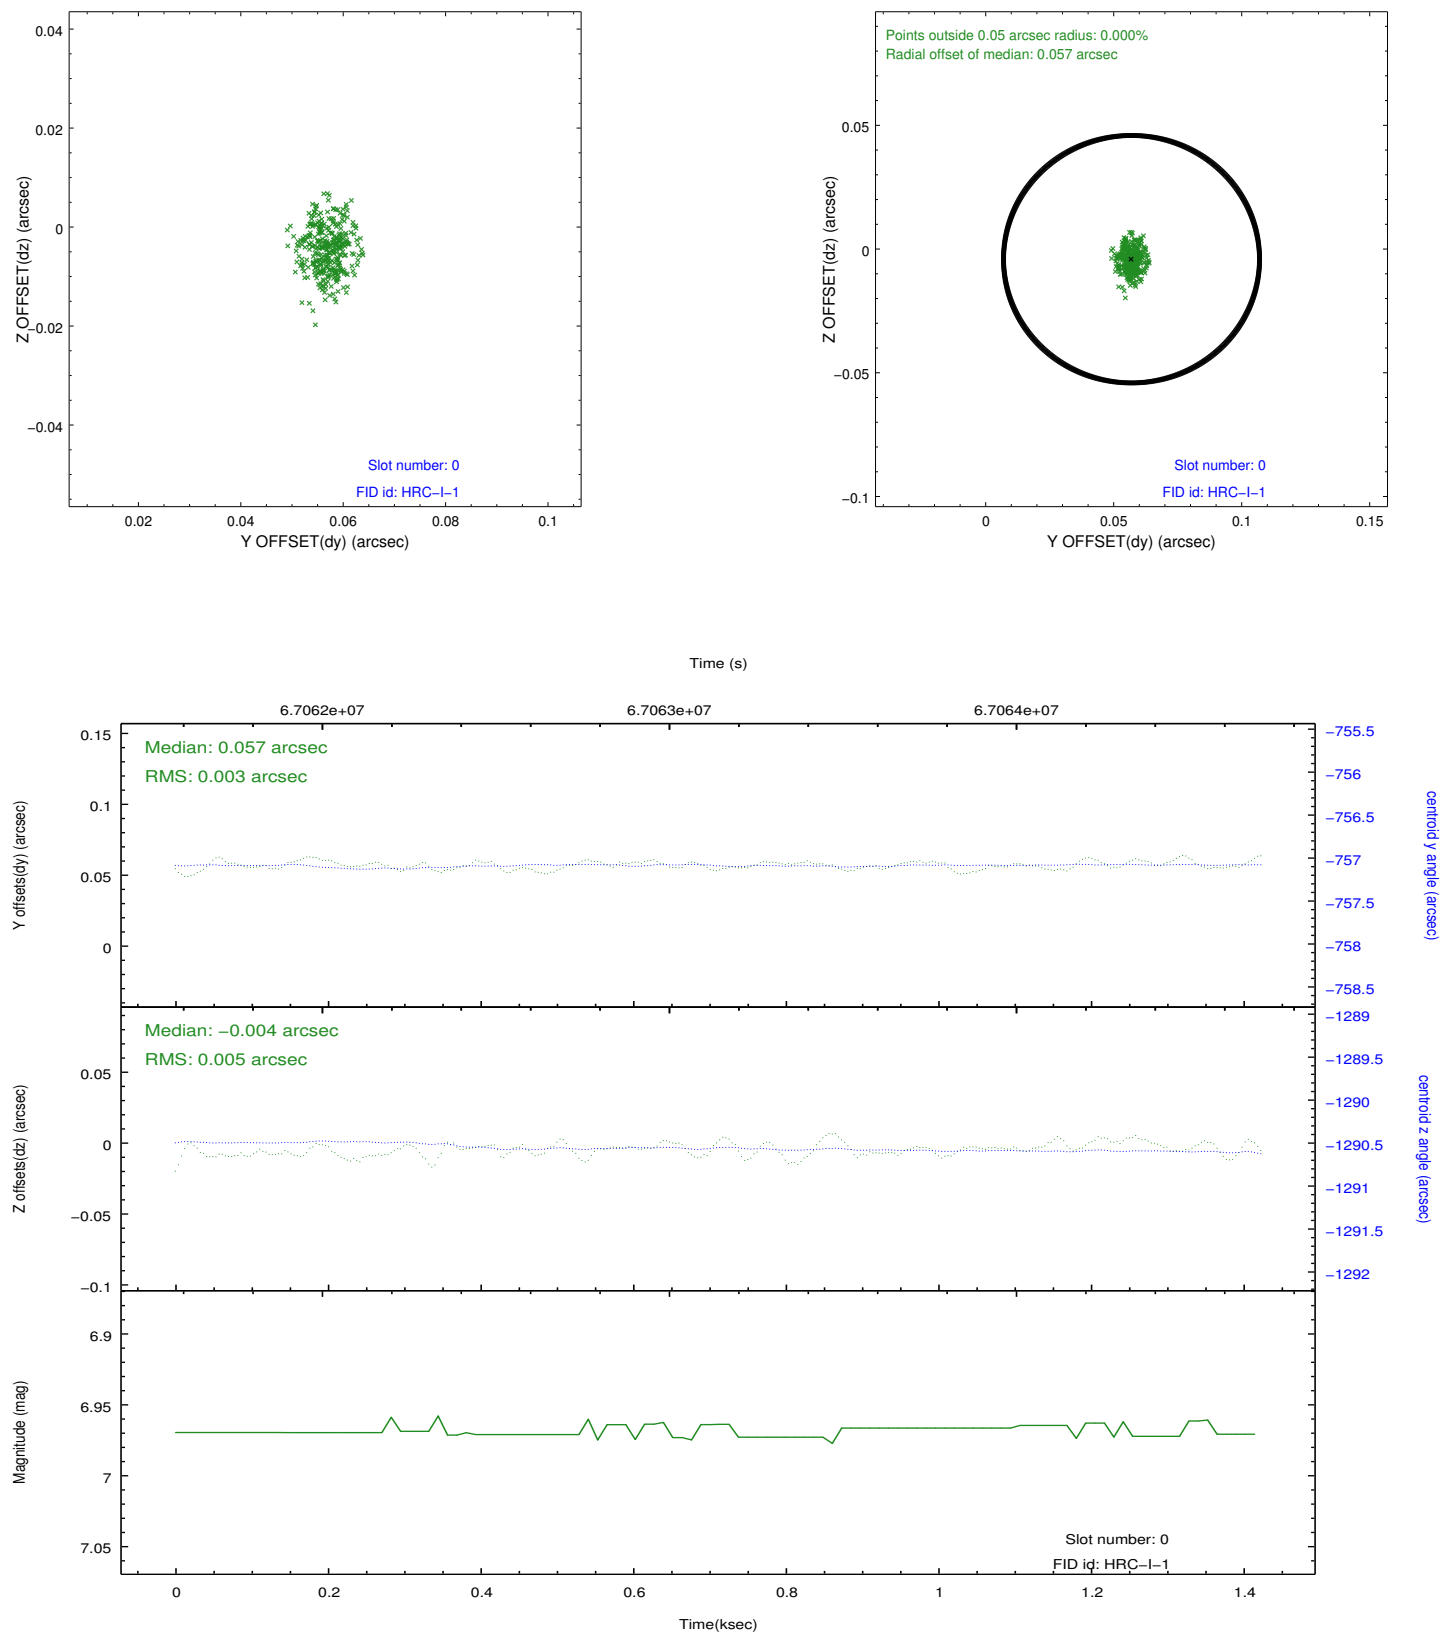 0.04
0.02
0
−0.02
−0.04
Z OFFSET(dz) (arcsec)
Slot number: 0
FID id: HRC−I−1
0.02
0.04
0.06
0.08
0.1
Y OFFSET(dy) (arcsec)
Points outside 0.05 arcsec radius: 0.000%
Radial offset of median: 0.057 arcsec
0.05
0
−0.05
−0.1
Z OFFSET(dz) (arcsec)
Slot number: 0
FID id: HRC−I−1
0
0.05
0.1
0.15
Y OFFSET(dy) (arcsec)
Time (s)
6.7062e+07
6.7063e+07
6.7064e+07
Median: 0.057 arcsec
RMS: 0.003 arcsec
0.15
0.1
0.05
0
Y offsets(dy) (arcsec)
−755.5
−756
−756.5
−757
−757.5
−758
−758.5
centroid y angle (arcsec)
Median: −0.004 arcsec
RMS: 0.005 arcsec
0.05
0
−0.05
−0.1
Z offsets(dz) (arcsec)
−1289
−1289.5
−1290
−1290.5
−1291
−1291.5
−1292
centroid z angle (arcsec)
6.9
6.95
7
7.05
Magnitude (mag)
Slot number: 0
FID id: HRC−I−1
0
0.2
0.4
0.6
0.8
1
1.2
1.4
Time(ksec)